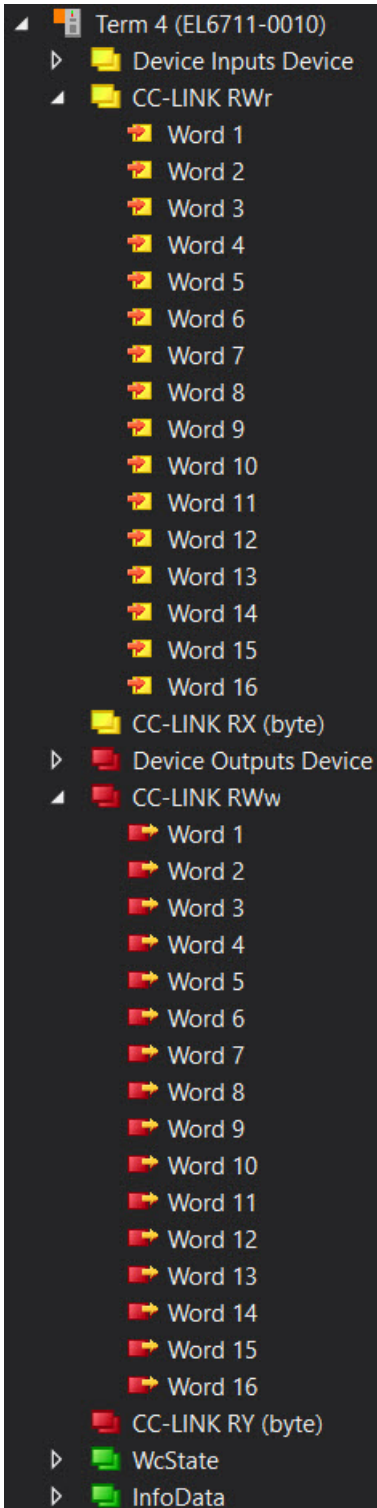 Term 4 (EL6711-0010)
Device Inputs Device
CC-LINK RWr
Word 1
Word 2
Word 3
Word 4
Word 5
Word 6
Word 7
Word 8
Word 9
Word 10
Word 11
Word 12
Word 13
Word 14
Word 15
Word 16
CC-LINK RX (byte)
Device Outputs Device
CC-LINK RWw
Word 1
Word 2
Word 3
Word 4
Word 5
Word 6
Word 7
Word 8
Word 9
Word 10
Word 11
Word 12
Word 13
Word 14
Word 15
Word 16
CC-LINK RY (byte)
WcState
InfoData